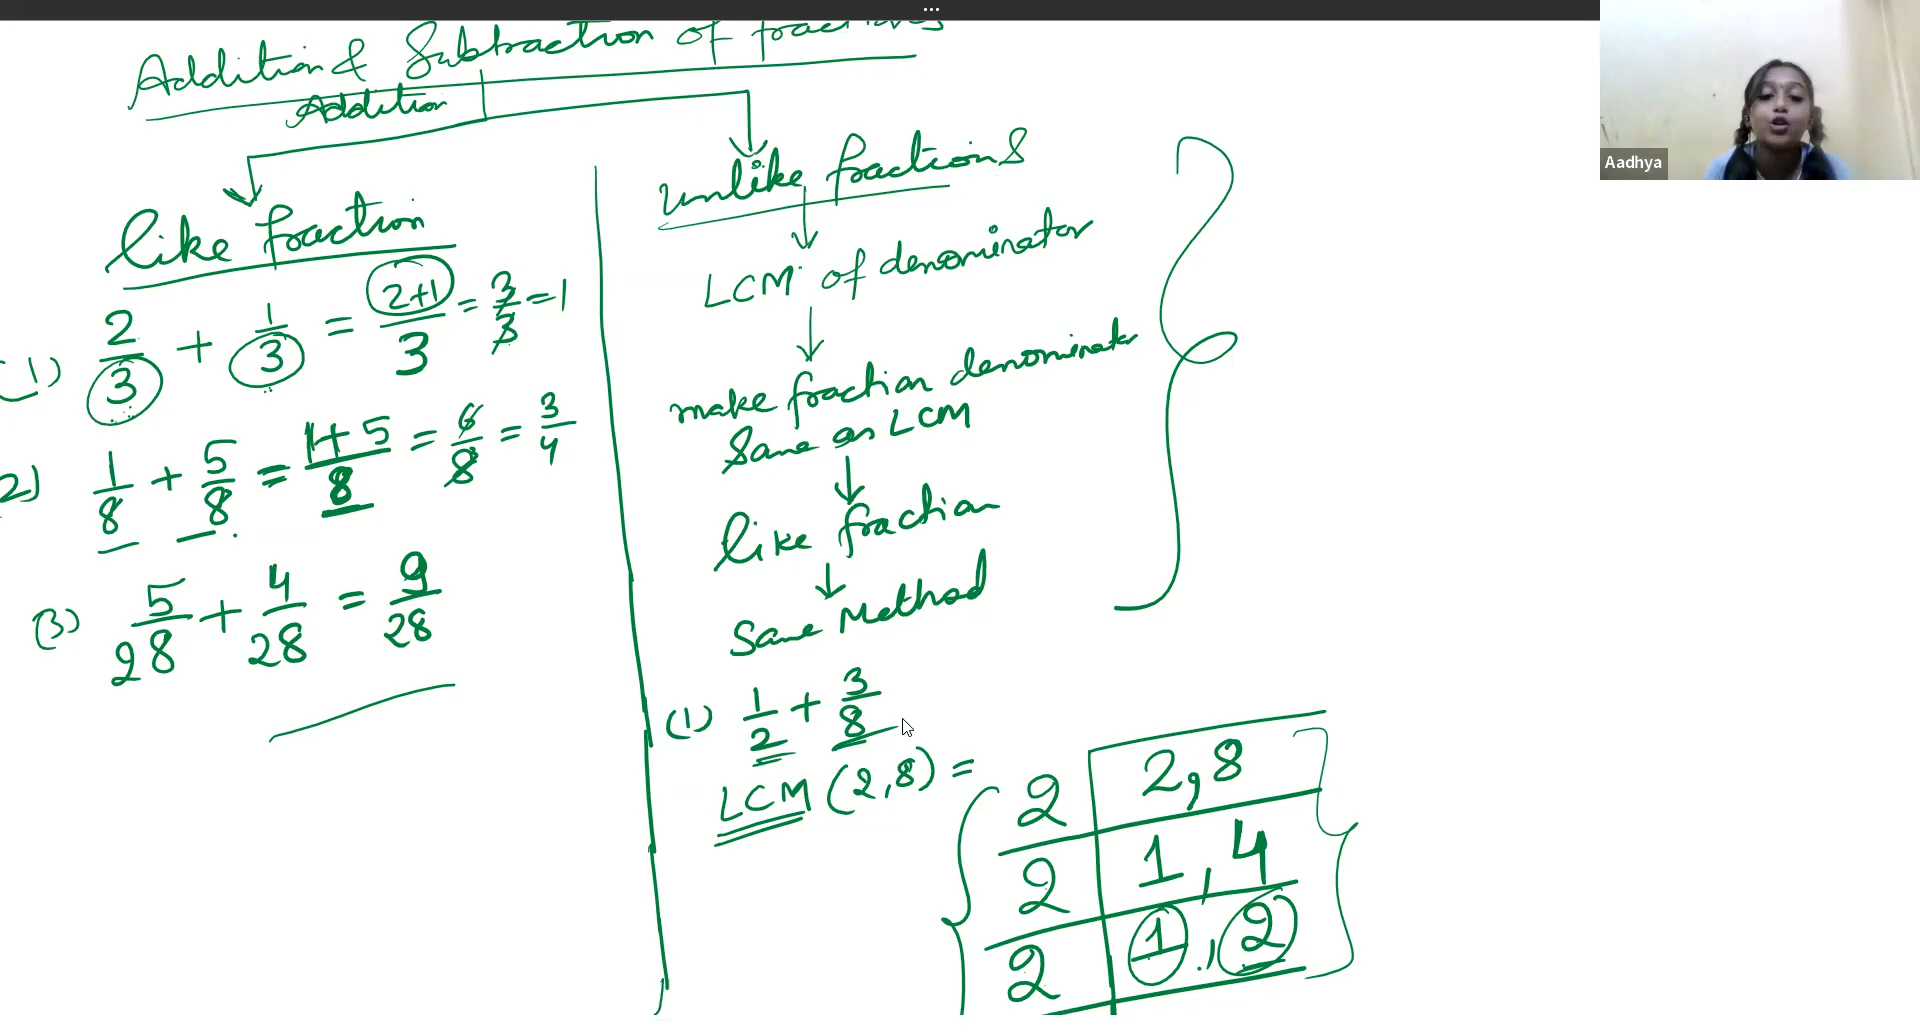 Addition & Subtraction of fractions
Addition
like fraction
(1) 2/3 + 1/3 = 2+1/3 = 3/3 = 1
2) 1/8 + 5/8 = 1+5/8 = 6/8 = 3/4
(3) 5/28 + 4/28 = 9/28
unlike fractions
LCM of denominator
make fraction denominator
Same as LCM
like fraction
Same Method
(1) 1/2 + 3/8
LCM (2,8) =
2 | 2,8
2 | 1,4
2 | 1,2
Aadhya